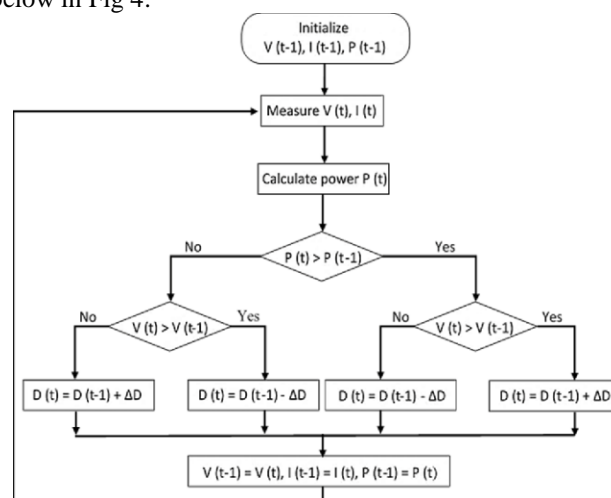 below in Fig 4.
Initialize
V (t-1), I (t-1), P (t-1)
Measure V (t), I (t)
Calculate power P (t)
No
P (t) > P (t-1)
Yes
No
V (t) > V (t-1)
Yes
No
V (t) > V (t-1)
Yes
D (t) = D (t-1) + ΔD
D (t) = D (t-1) - ΔD
D (t) = D (t-1) - ΔD
D (t) = D (t-1) + ΔD
V (t-1) = V (t), I (t-1) = I (t), P (t-1) = P (t)